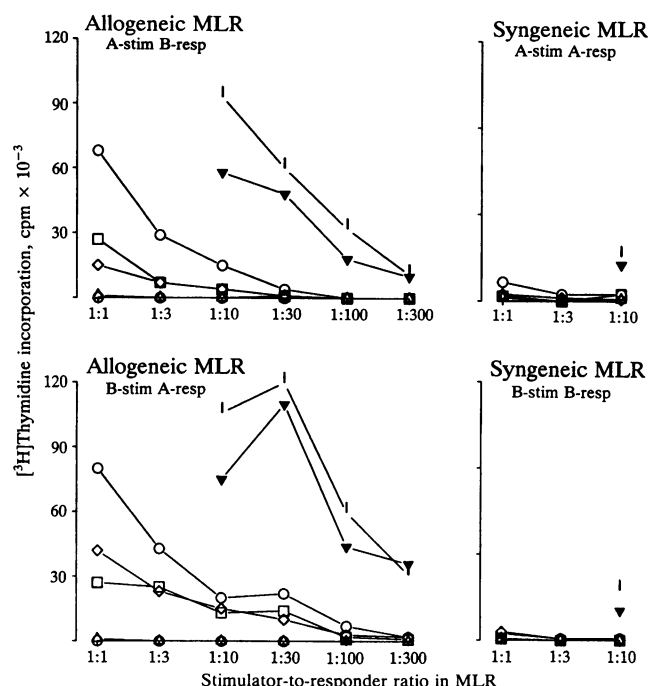 Allogeneic MLR
A-stim B-resp
Syngeneic MLR
A-stim A-resp
120
90
60
30
1:1 1:3 1:10 1:30 1:100 1:300
1:1 1:3 1:10
Allogeneic MLR
B-stim A-resp
Syngeneic MLR
B-stim B-resp
120
90
60
30
1:1 1:3 1:10 1:30 1:100 1:300
1:1 1:3 1:10
[³H]Thymidine incorporation, cpm × 10⁻³
Stimulator-to-responder ratio in MLR